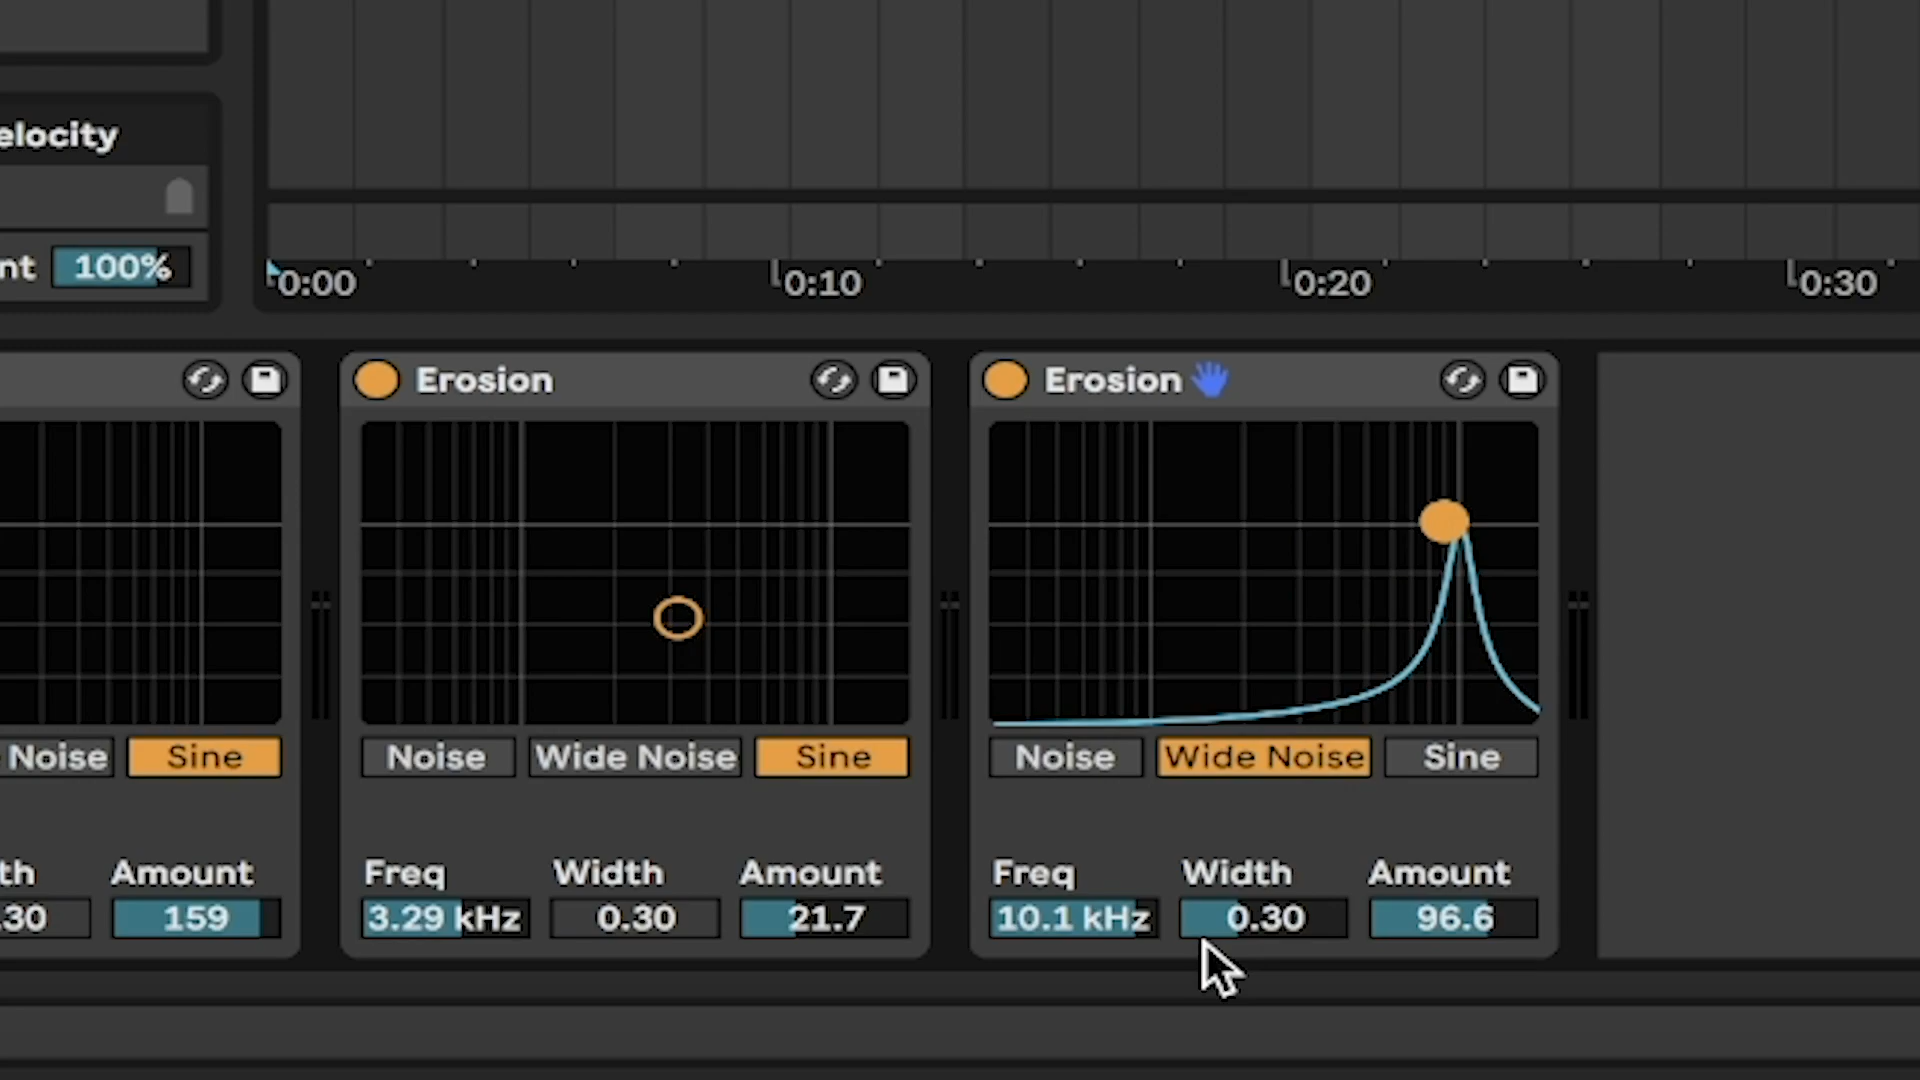 elocity
nt 100%
0:00 0:10 0:20 0:30
Erosion Erosion
Noise Sine Noise Wide Noise Sine Noise Wide Noise Sine
th Amount Freq Width Amount Freq Width Amount
.30 159 3.29 kHz 0.30 21.7 10.1 kHz 0.30 96.6